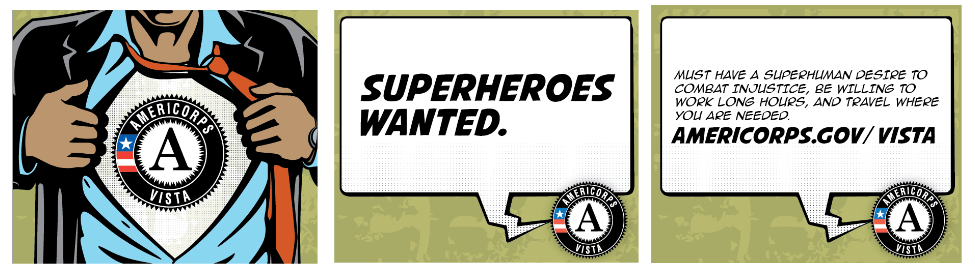 AMERICORPS
A
VISTA
SUPERHEROES
WANTED.
AMERICORPS
A
VISTA
MUST HAVE A SUPERHUMAN DESIRE TO
COMBAT INJUSTICE, BE WILLING TO
WORK LONG HOURS, AND TRAVEL WHERE
YOU ARE NEEDED.
AMERICORPS.GOV/ VISTA
AMERICORPS
A
VISTA